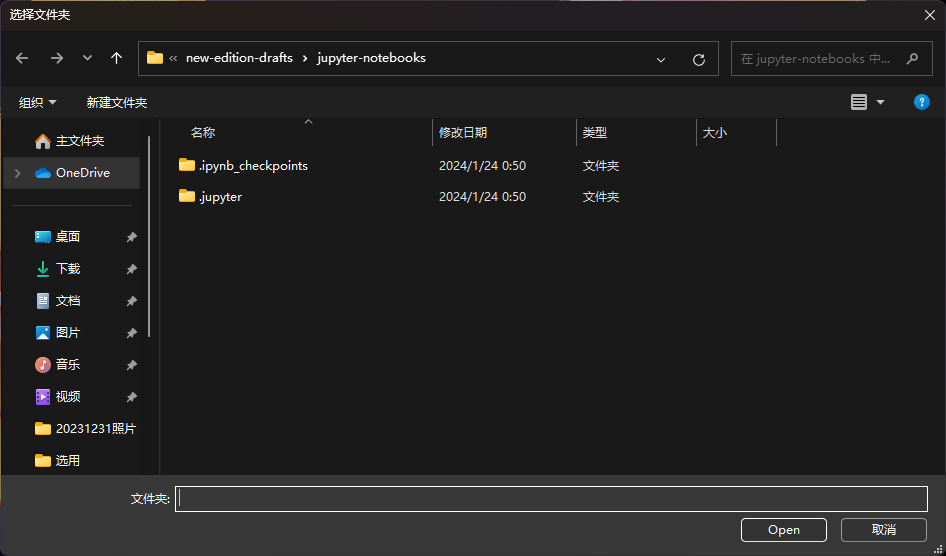 选择文件夹
« new-edition-drafts › jupyter-notebooks
在 jupyter-notebooks 中...
组织
新建文件夹
?
主文件夹
OneDrive
桌面
下载
文档
图片
音乐
视频
20231231照片
选用
名称 修改日期 类型 大小
.ipynb_checkpoints 2024/1/24 0:50 文件夹
.jupyter 2024/1/24 0:50 文件夹
文件夹:
Open 取消